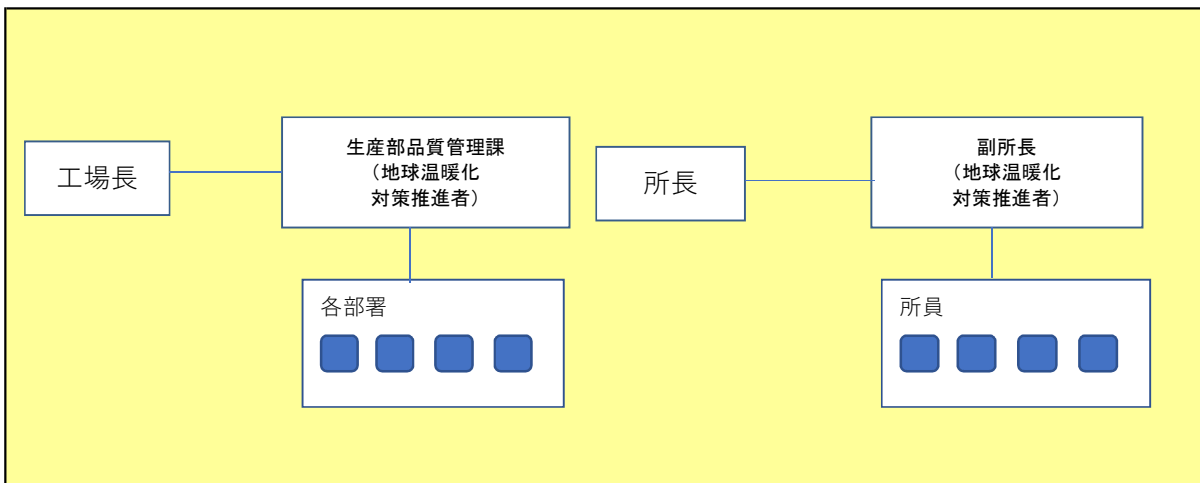 工場長
生産部品質管理課
（地球温暖化
対策推進者）
各部署
所長
副所長
（地球温暖化
対策推進者）
所員